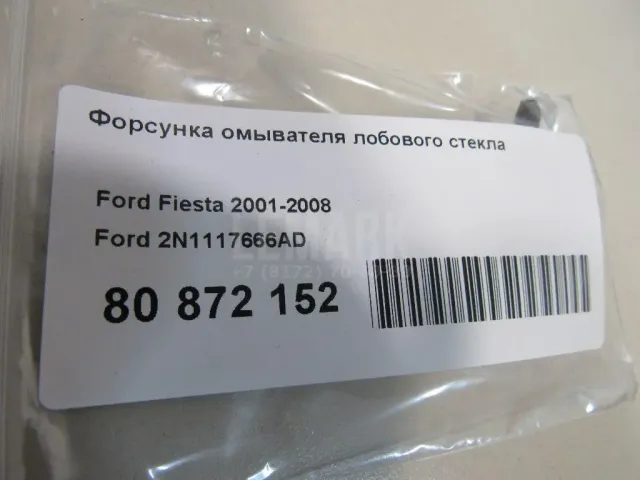 Форсунка омывателя лобового стекла
Ford Fiesta 2001-2008
Ford 2N1117666AD
80 872 152